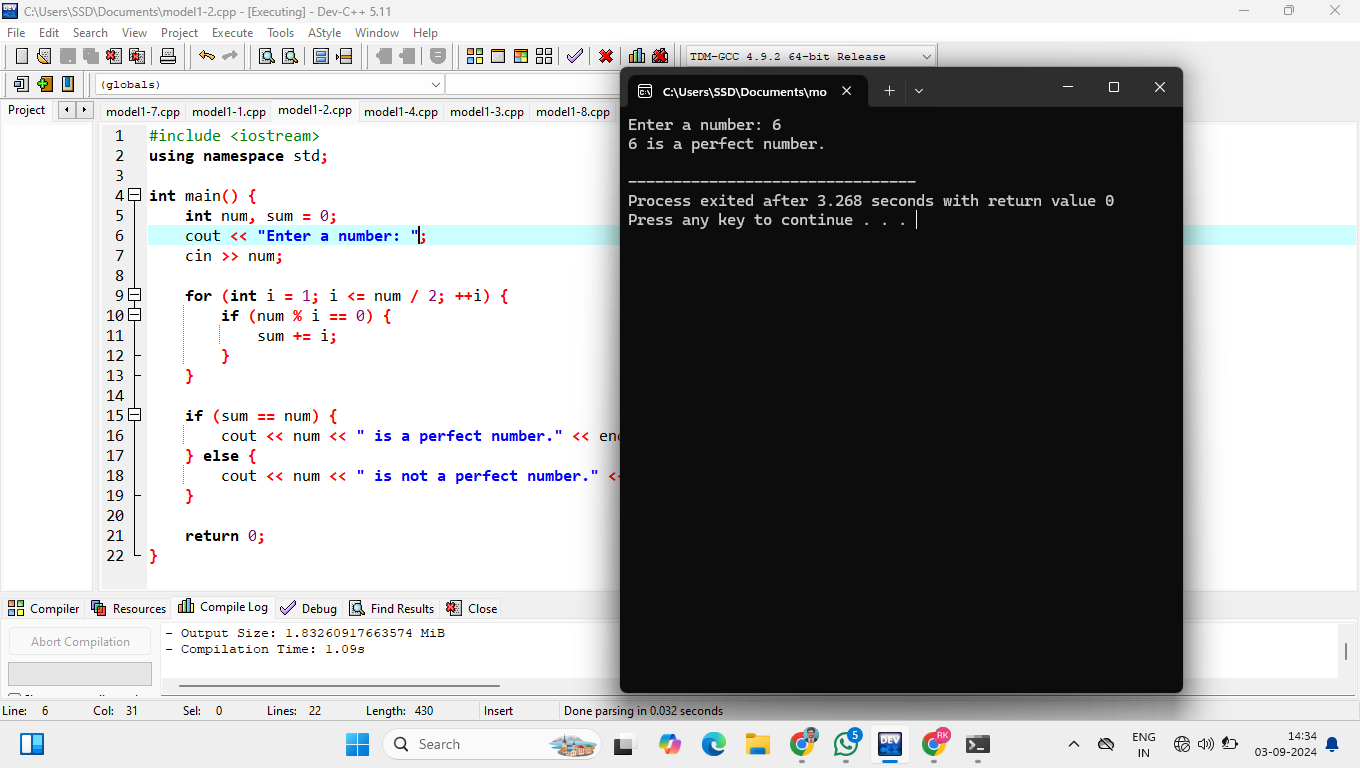 C:\Users\SSD\Documents\model1-2.cpp - [Executing] - Dev-C++ 5.11
File Edit Search View Project Execute Tools AStyle Window Help
TDM-GCC 4.9.2 64-bit Release
(globals)
Project model1-7.cpp model1-1.cpp model1-2.cpp model1-4.cpp model1-3.cpp model1-8.cpp
1 #include <iostream>
2 using namespace std;
3
4 int main() {
5 int num, sum = 0;
6 cout << "Enter a number: ";
7 cin >> num;
8
9 for (int i = 1; i <= num / 2; ++i) {
10 if (num % i == 0) {
11 sum += i;
12 }
13 }
14
15 if (sum == num) {
16 cout << num << " is a perfect number." << en
17 } else {
18 cout << num << " is not a perfect number." <
19 }
20
21 return 0;
22 }
C:\Users\SSD\Documents\mo
Enter a number: 6
6 is a perfect number.
--------------------------------
Process exited after 3.268 seconds with return value 0
Press any key to continue . . .
Compiler Resources Compile Log Debug Find Results Close
Abort Compilation
- Output Size: 1.83260917663574 MiB
- Compilation Time: 1.09s
Line: 6 Col: 31 Sel: 0 Lines: 22 Length: 430 Insert Done parsing in 0.032 seconds
Search
5
DEV
RK
ENG
IN
14:34
03-09-2024